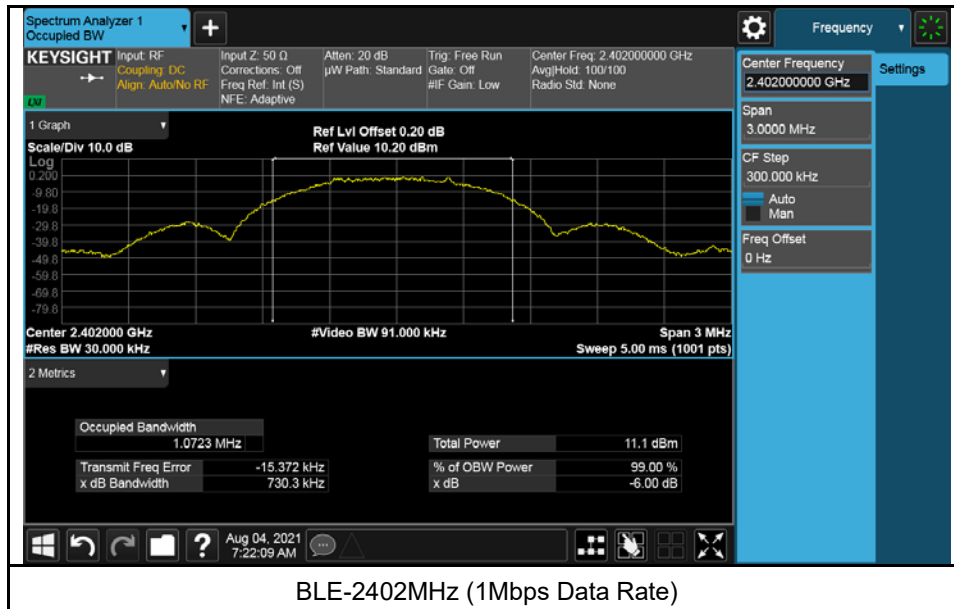 Spectrum Analyzer 1
Occupied BW
+
Frequency
KEYSIGHT
Input: RF
Coupling: DC
Align: Auto/No RF
LXI
Input Z: 50 Ω
Corrections: Off
Freq Ref: Int (S)
NFE: Adaptive
Atten: 20 dB
µW Path: Standard
Trig: Free Run
Gate: Off
#IF Gain: Low
Center Freq: 2.402000000 GHz
Avg|Hold: 100/100
Radio Std: None
Center Frequency
2.402000000 GHz
Settings
Span
3.0000 MHz
CF Step
300.000 kHz
Auto
Man
Freq Offset
0 Hz
1 Graph
Scale/Div 10.0 dB
Ref Lvl Offset 0.20 dB
Ref Value 10.20 dBm
Log
0.200
-9.80
-19.8
-29.8
-39.8
-49.8
-59.8
-69.8
-79.8
Center 2.402000 GHz
#Video BW 91.000 kHz
Span 3 MHz
#Res BW 30.000 kHz
Sweep 5.00 ms (1001 pts)
2 Metrics
Occupied Bandwidth
1.0723 MHz
Total Power 11.1 dBm
Transmit Freq Error -15.372 kHz
% of OBW Power 99.00 %
x dB Bandwidth 730.3 kHz
x dB -6.00 dB
?
Aug 04, 2021
7:22:09 AM
BLE-2402MHz (1Mbps Data Rate)